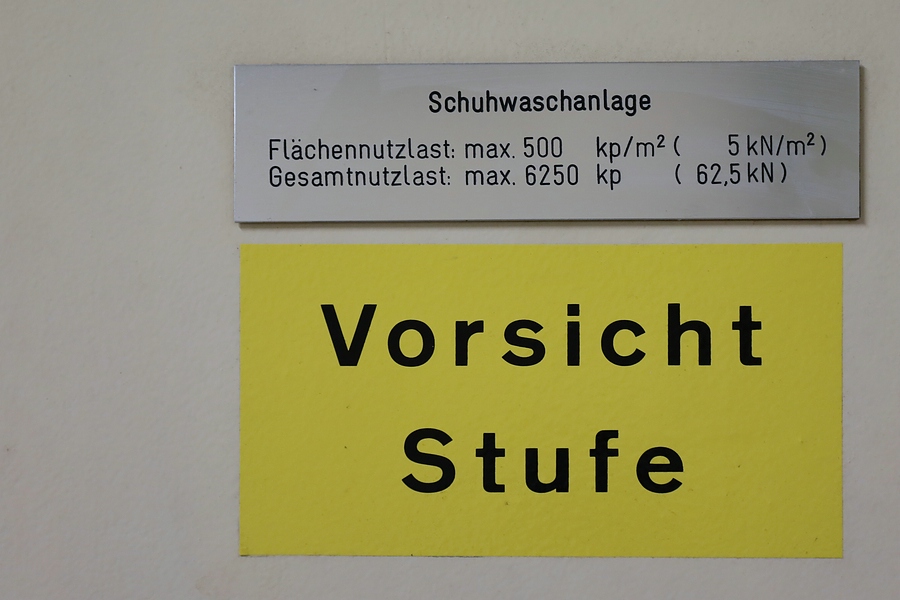 Schuhwaschanlage
Flächennutzlast: max. 500 kp/m² ( 5 kN/m² )
Gesamtnutzlast: max. 6250 kp ( 62,5 kN )
Vorsicht
Stufe